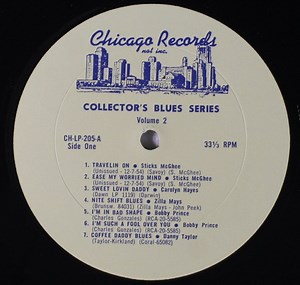 Chicago Records
not inc.
COLLECTOR'S BLUES SERIES
Volume 2
CH-LP-205-A
Side One
33⅓ RPM
1. TRAVELIN ON • Sticks McGhee
(Unissued - 12-7-54) (Savoy) (S. McGhee)
2. EASE MY WORRIED MIND • Sticks McGhee
(Unissued - 12-7-54) (Savoy) (S. McGhee)
3. SWEET LOVIN DADDY • Carolyn Hayes
(Dawn LP 1119) (Darwin)
4. NITE SHIFT BLUES • Zilla Mays
(Brunsw. 84031) (Zilla Mays - John Peek)
5. I'M IN BAD SHAPE • Bobby Prince
(Charles Gonzales) (RCA-20-5585)
6. I'M SUCH A FOOL OVER YOU • Bobby Prince
(Charles Gonzales) (RCA-20-5585)
7. COFFEE DADDY BLUES • Danny Taylor
(Taylor-Kirkland) (Coral-65082)